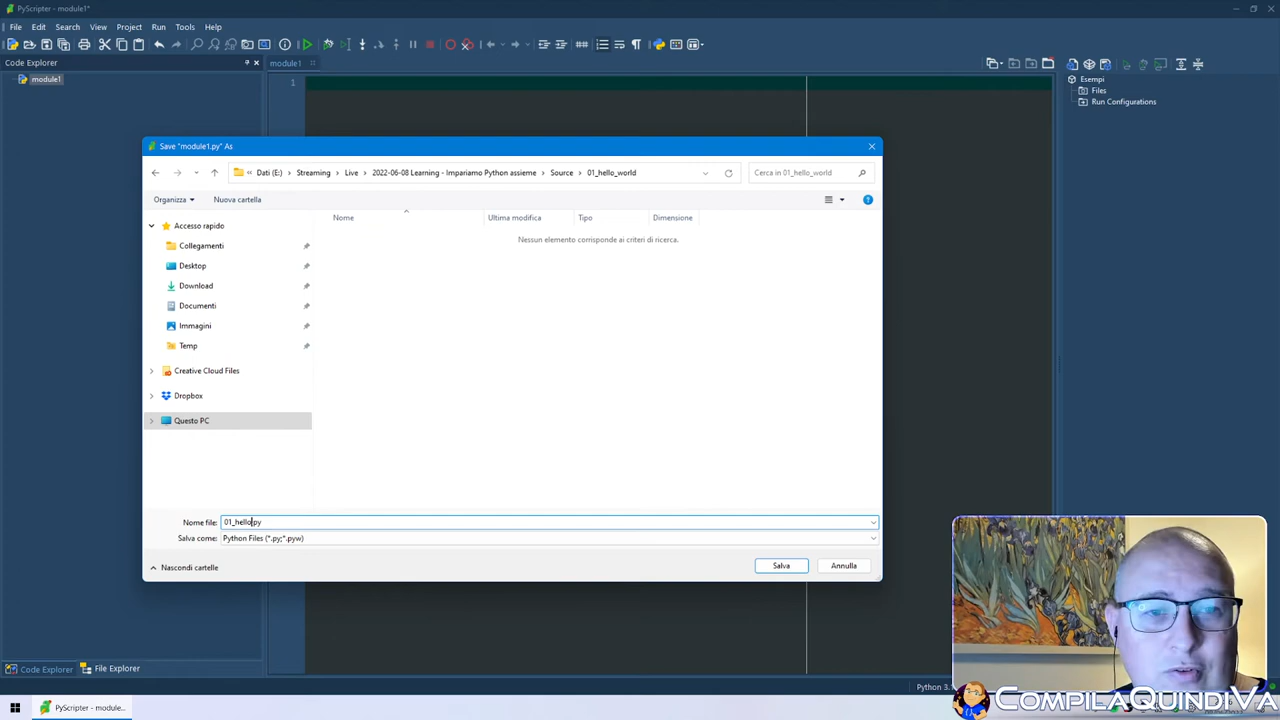 PyScripter - module1*
File Edit Search View Project Run Tools Help
Code Explorer
module1
module1
1
Esempi
Files
Run Configurations
Save "module1.py" As
« Dati (E:) › Streaming › Live › 2022-06-08 Learning - Impariamo Python assieme › Source › 01_hello_world
Cerca in 01_hello_world
Organizza
Nuova cartella
Nome
Ultima modifica
Tipo
Dimensione
Nessun elemento corrisponde ai criteri di ricerca.
Accesso rapido
Collegamenti
Desktop
Download
Documenti
Immagini
Temp
Creative Cloud Files
Dropbox
Questo PC
Nome file: 01_hello.py
Salva come: Python Files (*.py;*.pyw)
Nascondi cartelle
Salva
Annulla
Code Explorer
File Explorer
Python 3.
PyScripter - module...
CompilaQuindiVa